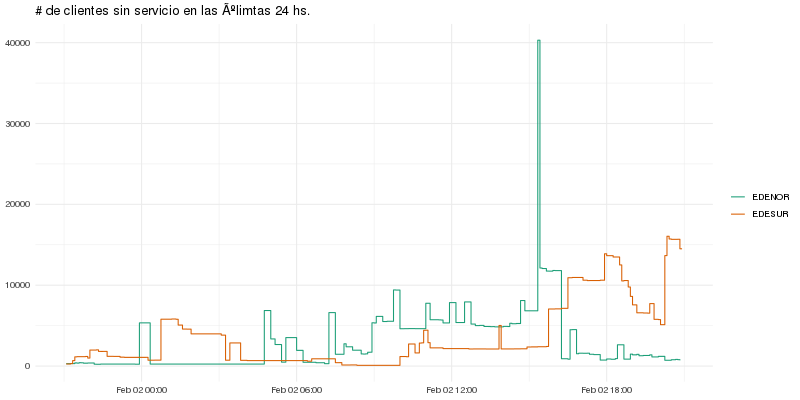 # de clientes sin servicio en las Ãºlimtas 24 hs.
40000
30000
20000
10000
0
EDENOR
EDESUR
Feb 02 00:00
Feb 02 06:00
Feb 02 12:00
Feb 02 18:00